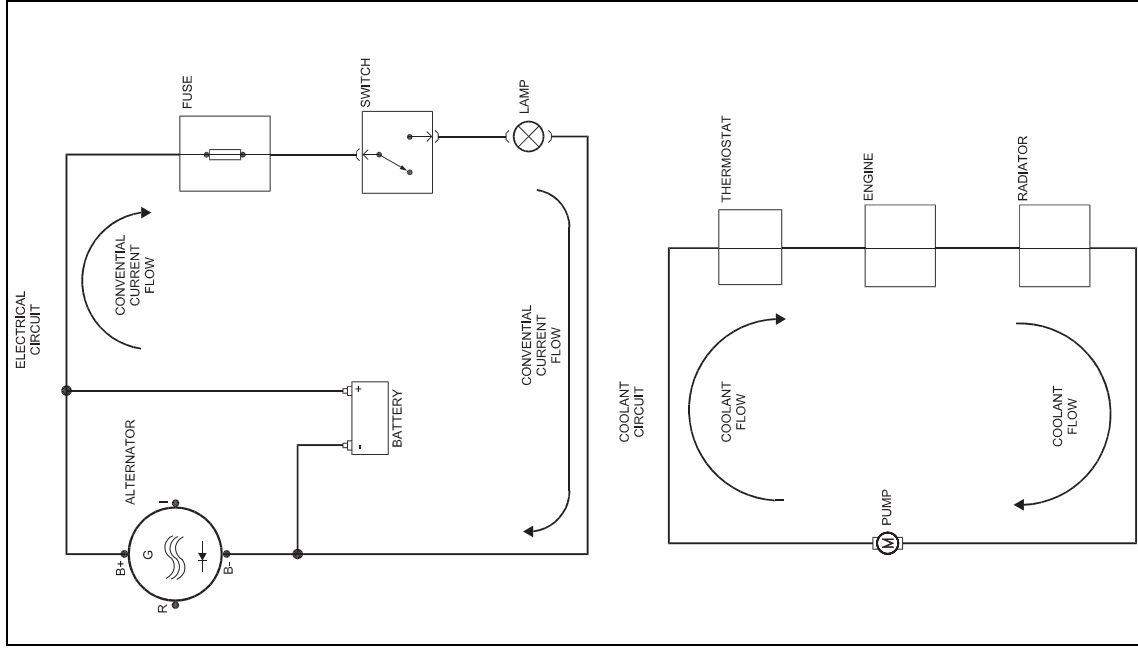 ELECTRICAL
CIRCUIT
FUSE
SWITCH
LAMP
CONVENTIAL
CURRENT
FLOW
CONVENTIAL
CURRENT
FLOW
ALTERNATOR
B+
B-
R
I
G
+
-
BATTERY
COOLANT
CIRCUIT
THERMOSTAT
ENGINE
RADIATOR
COOLANT
FLOW
COOLANT
FLOW
PUMP
M